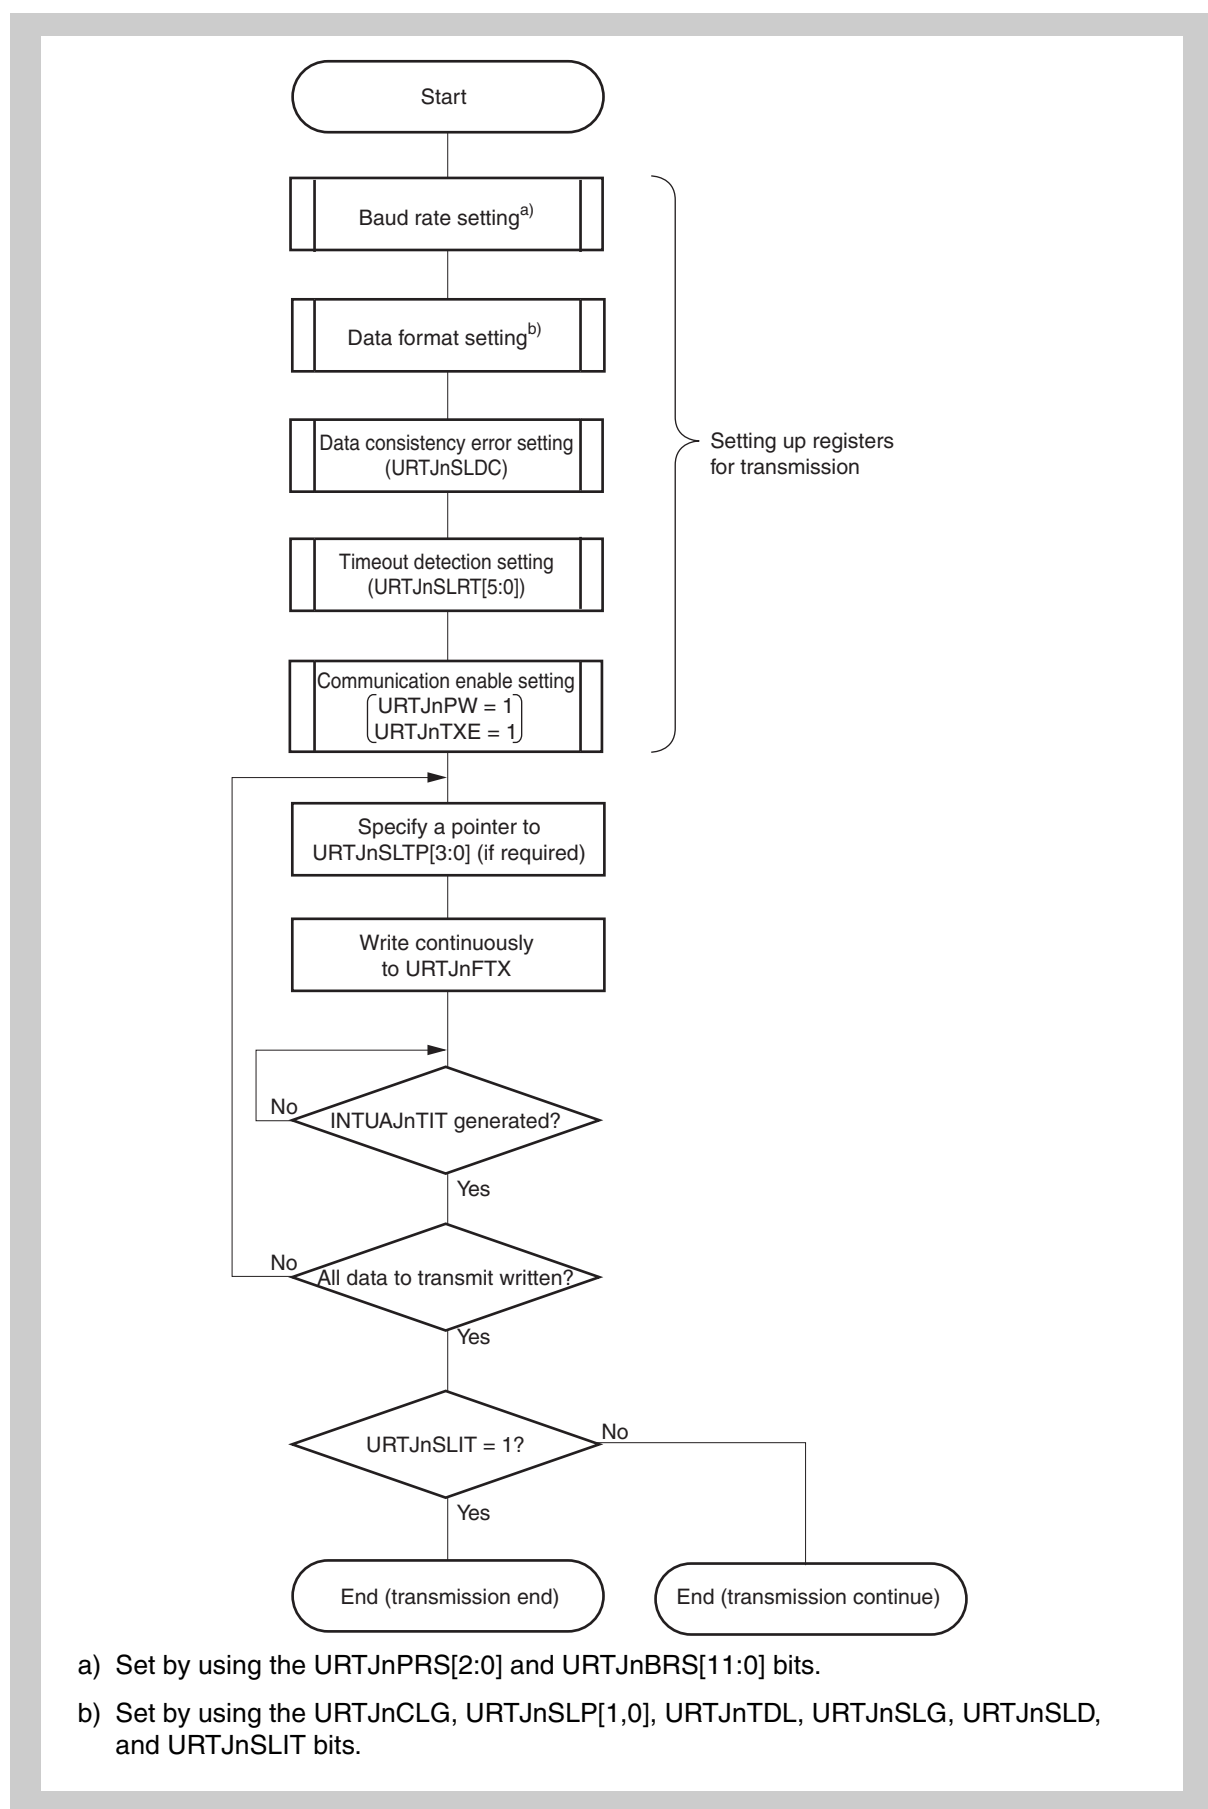 Start
Baud rate setting a)
Data format setting b)
Data consistency error setting
(URTJnSLDC)
Setting up registers
for transmission
Timeout detection setting
(URTJnSLRT[5:0])
Communication enable setting
URTJnPW = 1
URTJnTXE = 1
Specify a pointer to
URTJnSLTP[3:0] (if required)
Write continuously
to URTJnFTX
No
INTUAJnTIT generated?
Yes
No
All data to transmit written?
Yes
No
URTJnSLIT = 1?
Yes
End (transmission end)
End (transmission continue)
a) Set by using the URTJnPRS[2:0] and URTJnBRS[11:0] bits.
b) Set by using the URTJnCLG, URTJnSLP[1,0], URTJnTDL, URTJnSLG, URTJnSLD,
and URTJnSLIT bits.